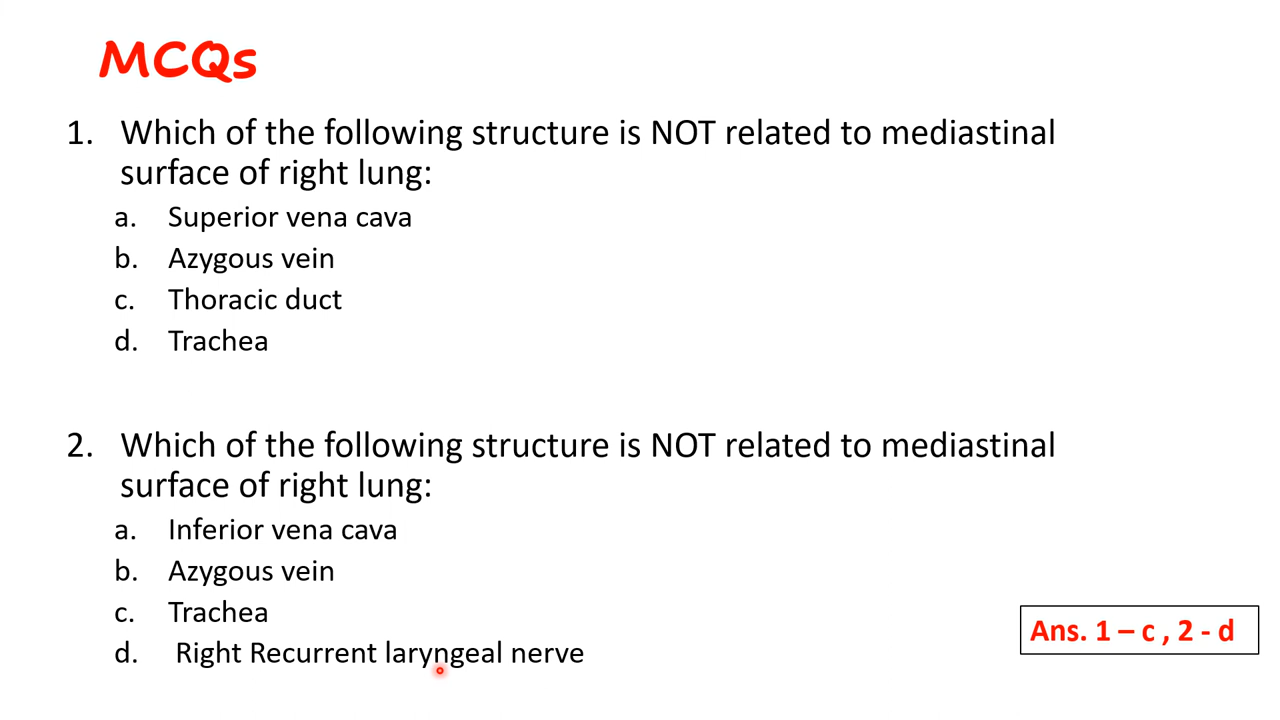 MCQs
1. Which of the following structure is NOT related to mediastinal
surface of right lung:
a. Superior vena cava
b. Azygous vein
c. Thoracic duct
d. Trachea
2. Which of the following structure is NOT related to mediastinal
surface of right lung:
a. Inferior vena cava
b. Azygous vein
c. Trachea
d. Right Recurrent laryngeal nerve
Ans. 1 – c , 2 - d